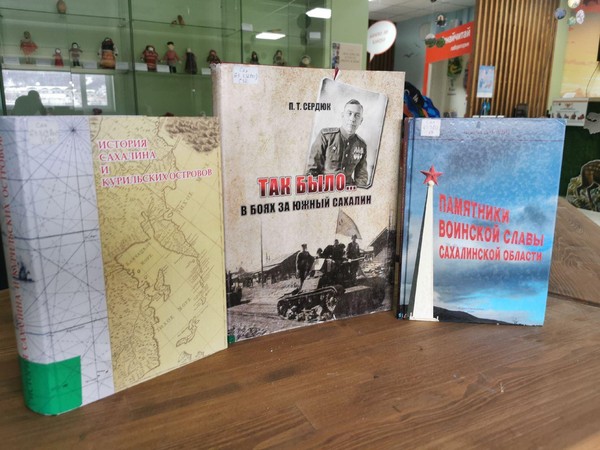 ИСТОРИЯ
САХАЛИНА
И
КУРИЛЬСКИХ ОСТРОВОВ
П. Т. СЕРДЮК
ТАК БЫЛО...
В БОЯХ ЗА ЮЖНЫЙ САХАЛИН
ПАМЯТНИКИ
ВОИНСКОЙ СЛАВЫ
САХАЛИНСКОЙ ОБЛАСТИ